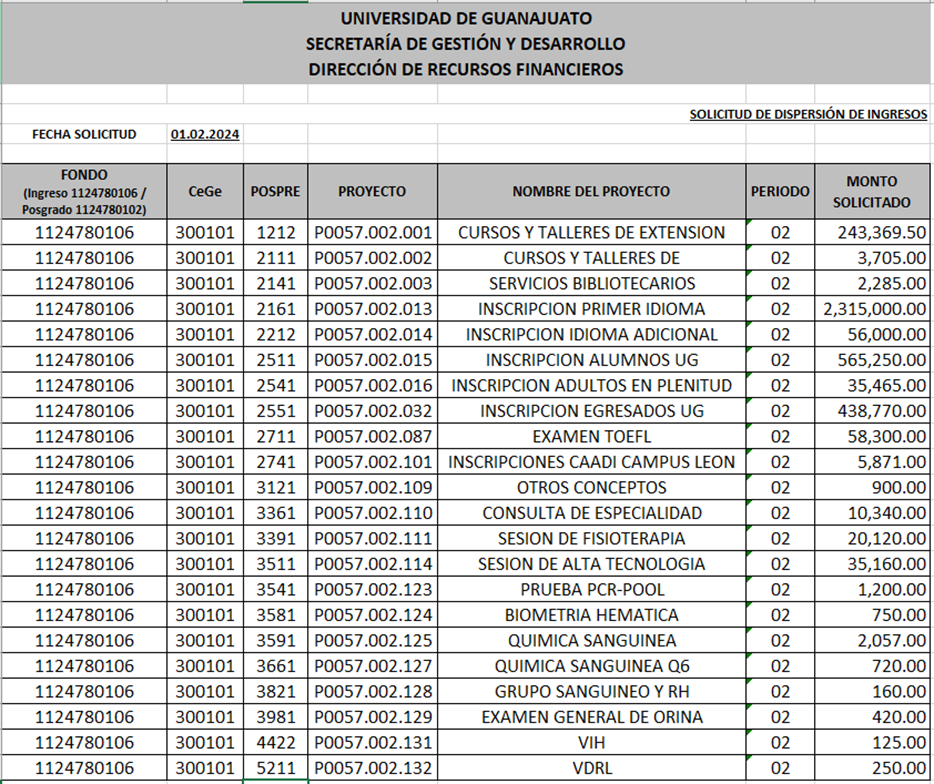 UNIVERSIDAD DE GUANAJUATO
SECRETARÍA DE GESTIÓN Y DESARROLLO
DIRECCIÓN DE RECURSOS FINANCIEROS
SOLICITUD DE DISPERSIÓN DE INGRESOS
FECHA SOLICITUD 01.02.2024
FONDO (Ingreso 1124780106 / Posgrado 1124780102) CeGe POSPRE PROYECTO NOMBRE DEL PROYECTO PERIODO MONTO SOLICITADO
1124780106 300101 1212 P0057.002.001 CURSOS Y TALLERES DE EXTENSION 02 243,369.50
1124780106 300101 2111 P0057.002.002 CURSOS Y TALLERES DE 02 3,705.00
1124780106 300101 2141 P0057.002.003 SERVICIOS BIBLIOTECARIOS 02 2,285.00
1124780106 300101 2161 P0057.002.013 INSCRIPCION PRIMER IDIOMA 02 2,315,000.00
1124780106 300101 2212 P0057.002.014 INSCRIPCION IDIOMA ADICIONAL 02 56,000.00
1124780106 300101 2511 P0057.002.015 INSCRIPCION ALUMNOS UG 02 565,250.00
1124780106 300101 2541 P0057.002.016 INSCRIPCION ADULTOS EN PLENITUD 02 35,465.00
1124780106 300101 2551 P0057.002.032 INSCRIPCION EGRESADOS UG 02 438,770.00
1124780106 300101 2711 P0057.002.087 EXAMEN TOEFL 02 58,300.00
1124780106 300101 2741 P0057.002.101 INSCRIPCIONES CAADI CAMPUS LEON 02 5,871.00
1124780106 300101 3121 P0057.002.109 OTROS CONCEPTOS 02 900.00
1124780106 300101 3361 P0057.002.110 CONSULTA DE ESPECIALIDAD 02 10,340.00
1124780106 300101 3391 P0057.002.111 SESION DE FISIOTERAPIA 02 20,120.00
1124780106 300101 3511 P0057.002.114 SESION DE ALTA TECNOLOGIA 02 35,160.00
1124780106 300101 3541 P0057.002.123 PRUEBA PCR-POOL 02 1,200.00
1124780106 300101 3581 P0057.002.124 BIOMETRIA HEMATICA 02 750.00
1124780106 300101 3591 P0057.002.125 QUIMICA SANGUINEA 02 2,057.00
1124780106 300101 3661 P0057.002.127 QUIMICA SANGUINEA Q6 02 720.00
1124780106 300101 3821 P0057.002.128 GRUPO SANGUINEO Y RH 02 160.00
1124780106 300101 3981 P0057.002.129 EXAMEN GENERAL DE ORINA 02 420.00
1124780106 300101 4422 P0057.002.131 VIH 02 125.00
1124780106 300101 5211 P0057.002.132 VDRL 02 250.00